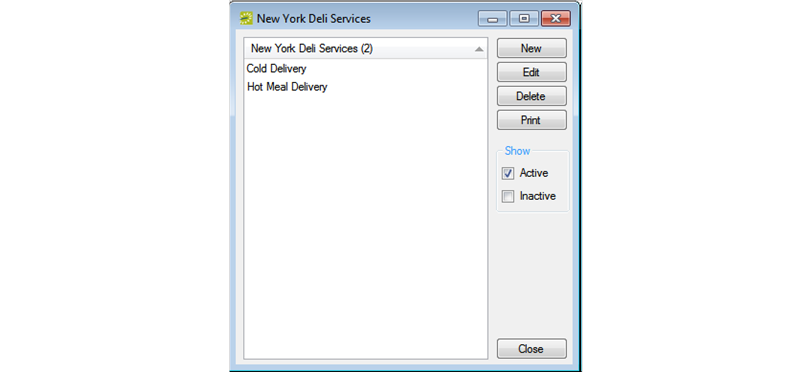 New York Deli Services
New York Deli Services (2)
Cold Delivery
Hot Meal Delivery
New
Edit
Delete
Print
Show
Active
Inactive
Close